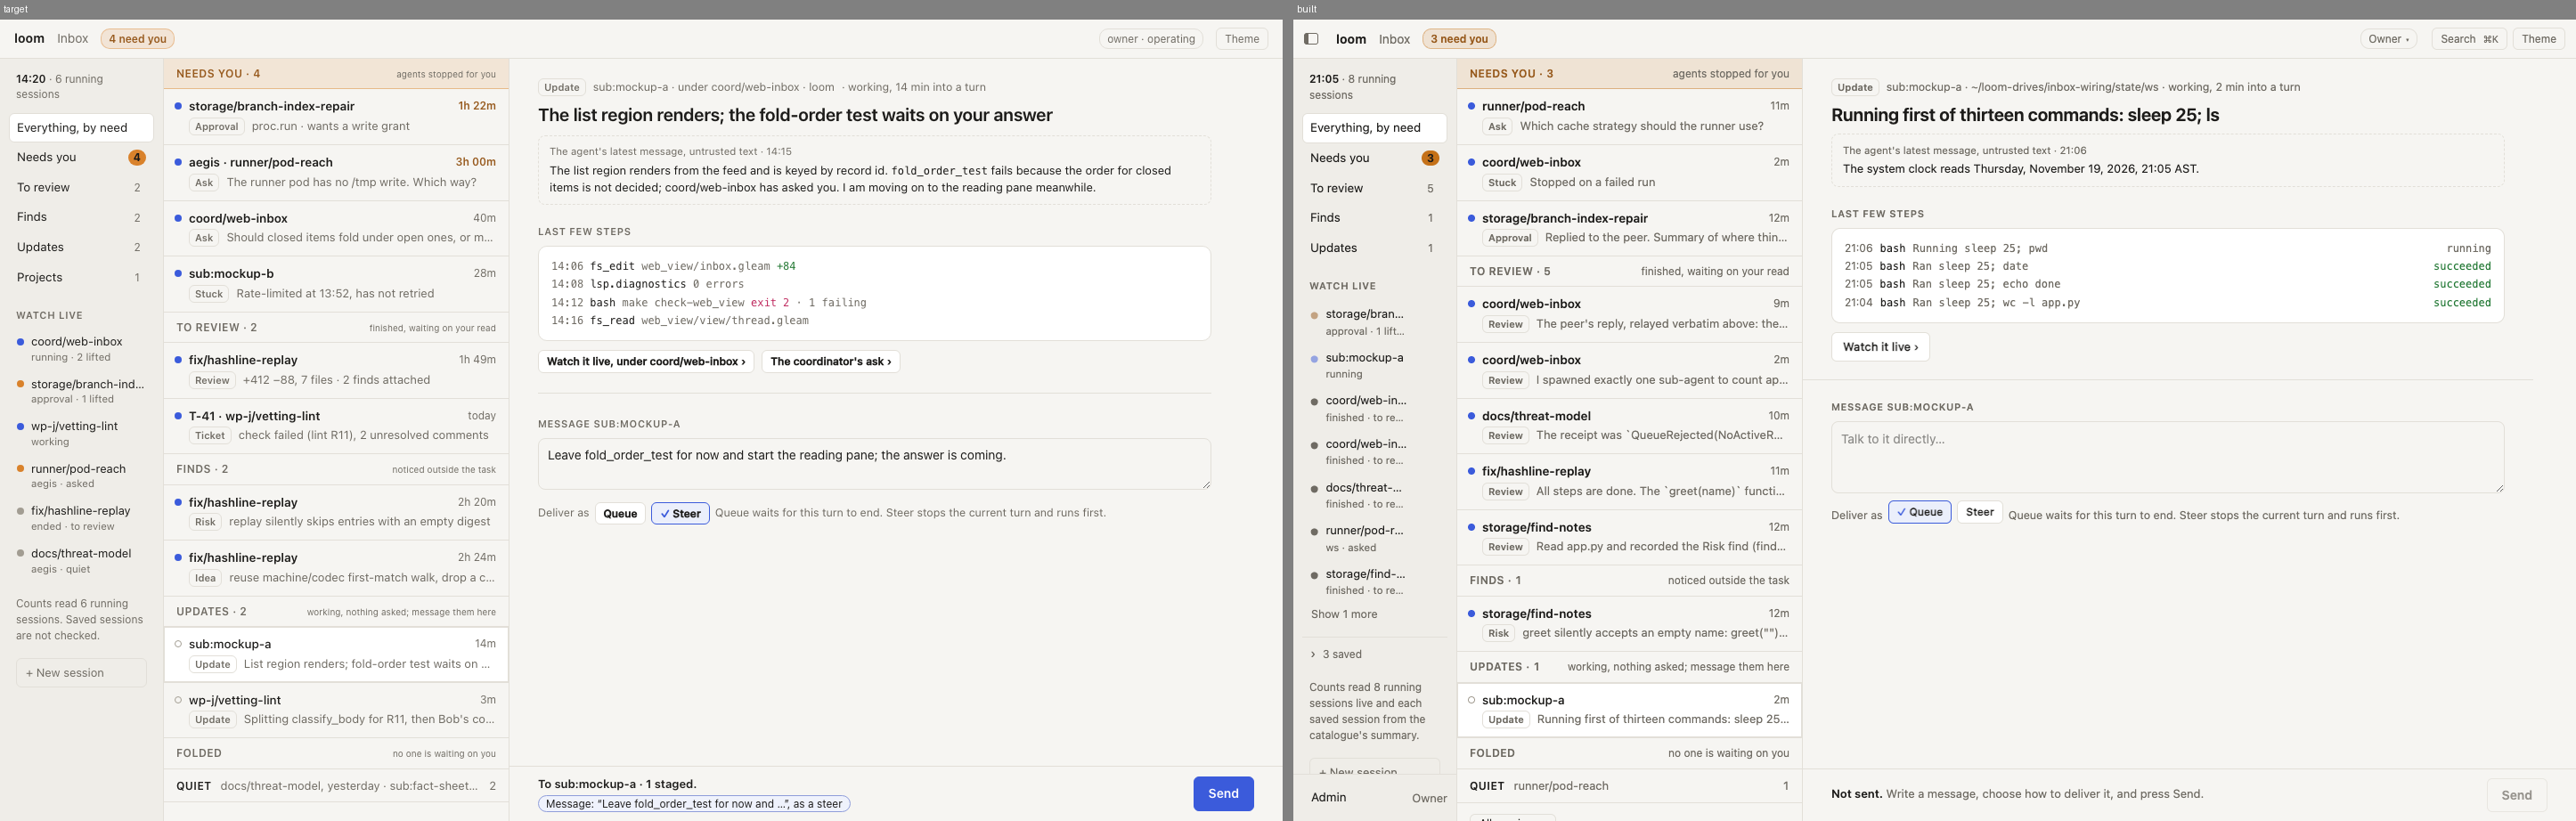 target
loom Inbox 4 need you
owner · operating Theme
14:20 · 6 running
sessions
Everything, by need
Needs you 4
To review 2
Finds 2
Updates 2
Projects 1
WATCH LIVE
coord/web-inbox
running · 2 lifted
storage/branch-ind...
approval · 1 lifted
wp-j/vetting-lint
working
runner/pod-reach
aegis · asked
fix/hashline-replay
ended · to review
docs/threat-model
aegis · quiet
Counts read 6 running
sessions. Saved sessions
are not checked.
+ New session
NEEDS YOU · 4 agents stopped for you
storage/branch-index-repair 1h 22m
Approval proc.run · wants a write grant
aegis · runner/pod-reach 3h 00m
Ask The runner pod has no /tmp write. Which way?
coord/web-inbox 40m
Ask Should closed items fold under open ones, or m...
sub:mockup-b 28m
Stuck Rate-limited at 13:52, has not retried
TO REVIEW · 2 finished, waiting on your read
fix/hashline-replay 1h 49m
Review +412 −88, 7 files · 2 finds attached
T-41 · wp-j/vetting-lint today
Ticket check failed (lint R11), 2 unresolved comments
FINDS · 2 noticed outside the task
fix/hashline-replay 2h 20m
Risk replay silently skips entries with an empty digest
fix/hashline-replay 2h 24m
Idea reuse machine/codec first-match walk, drop a c...
UPDATES · 2 working, nothing asked; message them here
sub:mockup-a 14m
Update List region renders; fold-order test waits on ...
wp-j/vetting-lint 3m
Update Splitting classify_body for R11, then Bob's co...
FOLDED no one is waiting on you
QUIET docs/threat-model, yesterday · sub:fact-sheet... 2
Update sub:mockup-a · under coord/web-inbox · loom · working, 14 min into a turn
The list region renders; the fold-order test waits on your answer
The agent's latest message, untrusted text · 14:15
The list region renders from the feed and is keyed by record id. fold_order_test fails because the order for closed
items is not decided; coord/web-inbox has asked you. I am moving on to the reading pane meanwhile.
LAST FEW STEPS
14:06 fs_edit web_view/inbox.gleam +84
14:08 lsp.diagnostics 0 errors
14:12 bash make check-web_view exit 2 · 1 failing
14:16 fs_read web_view/view/thread.gleam
Watch it live, under coord/web-inbox › The coordinator's ask ›
MESSAGE SUB:MOCKUP-A
Leave fold_order_test for now and start the reading pane; the answer is coming.
Deliver as Queue ✓ Steer Queue waits for this turn to end. Steer stops the current turn and runs first.
To sub:mockup-a · 1 staged.
Message: “Leave fold_order_test for now and ...”, as a steer
Send
built
loom Inbox 3 need you
Owner Search ⌘K Theme
21:05 · 8 running
sessions
Everything, by need
Needs you 3
To review 5
Finds 1
Updates 1
WATCH LIVE
storage/bran...
approval · 1 lift...
sub:mockup-a
running
coord/web-in...
finished · to re...
coord/web-in...
finished · to re...
docs/threat-...
finished · to re...
runner/pod-r...
ws · asked
storage/find-...
finished · to re...
Show 1 more
› 3 saved
Counts read 8 running
sessions live and each
saved session from the
catalogue's summary.
+ New session
Admin Owner
NEEDS YOU · 3 agents stopped for you
runner/pod-reach 11m
Ask Which cache strategy should the runner use?
coord/web-inbox 2m
Stuck Stopped on a failed run
storage/branch-index-repair 12m
Approval Replied to the peer. Summary of where thin...
TO REVIEW · 5 finished, waiting on your read
coord/web-inbox 9m
Review The peer's reply, relayed verbatim above: the...
coord/web-inbox 2m
Review I spawned exactly one sub-agent to count ap...
docs/threat-model 10m
Review The receipt was `QueueRejected(NoActiveR...
fix/hashline-replay 11m
Review All steps are done. The `greet(name)` functi...
storage/find-notes 12m
Review Read app.py and recorded the Risk find (find...
FINDS · 1 noticed outside the task
storage/find-notes 12m
Risk greet silently accepts an empty name: greet("")...
UPDATES · 1 working, nothing asked; message them here
sub:mockup-a 2m
Update Running first of thirteen commands: sleep 25...
FOLDED no one is waiting on you
QUIET runner/pod-reach 1
Update sub:mockup-a · ~/loom-drives/inbox-wiring/state/ws · working, 2 min into a turn
Running first of thirteen commands: sleep 25; ls
The agent's latest message, untrusted text · 21:06
The system clock reads Thursday, November 19, 2026, 21:05 AST.
LAST FEW STEPS
21:06 bash Running sleep 25; pwd running
21:05 bash Ran sleep 25; date succeeded
21:05 bash Ran sleep 25; echo done succeeded
21:04 bash Ran sleep 25; wc -l app.py succeeded
Watch it live ›
MESSAGE SUB:MOCKUP-A
Talk to it directly...
Deliver as ✓ Queue Steer Queue waits for this turn to end. Steer stops the current turn and runs first.
Not sent. Write a message, choose how to deliver it, and press Send.
Send